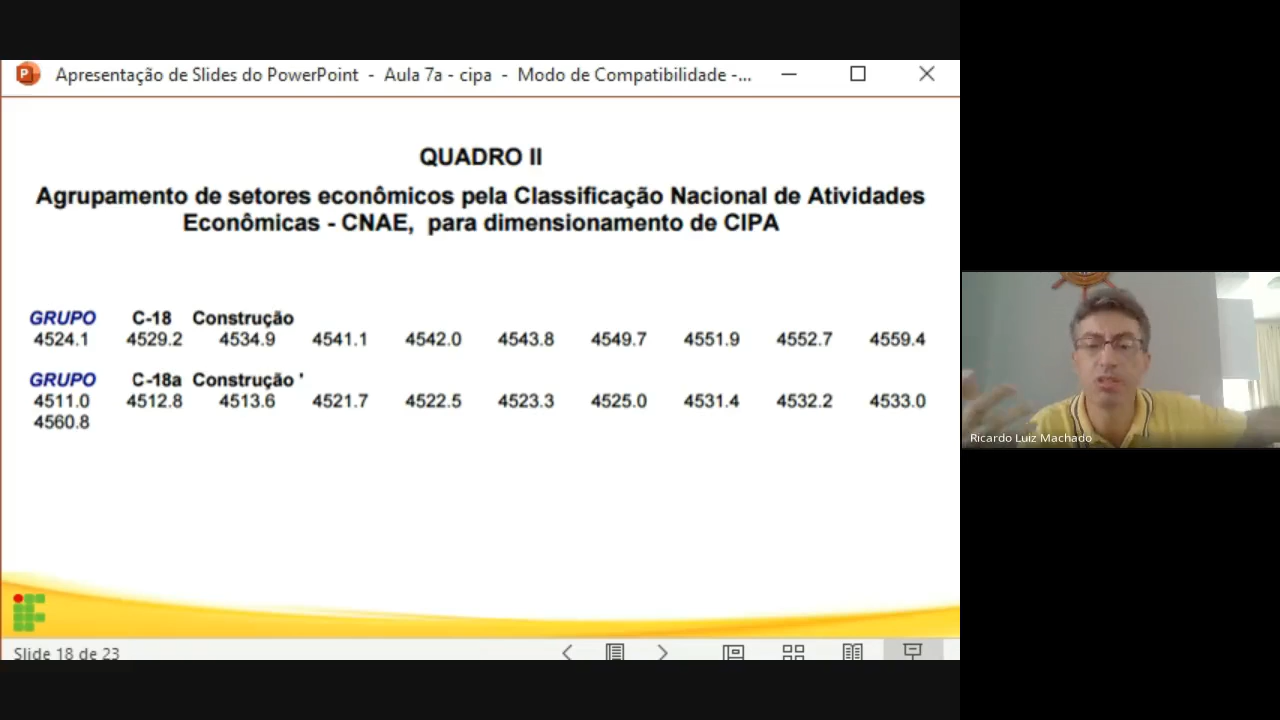 Apresentação de Slides do PowerPoint - Aula 7a - cipa - Modo de Compatibilidade -...
QUADRO II
Agrupamento de setores econômicos pela Classificação Nacional de Atividades
Econômicas - CNAE, para dimensionamento de CIPA
GRUPO C-18 Construção
4524.1 4529.2 4534.9 4541.1 4542.0 4543.8 4549.7 4551.9 4552.7 4559.4
GRUPO C-18a Construção '
4511.0 4512.8 4513.6 4521.7 4522.5 4523.3 4525.0 4531.4 4532.2 4533.0
4560.8
Ricardo Luiz Machado
Slide 18 de 23